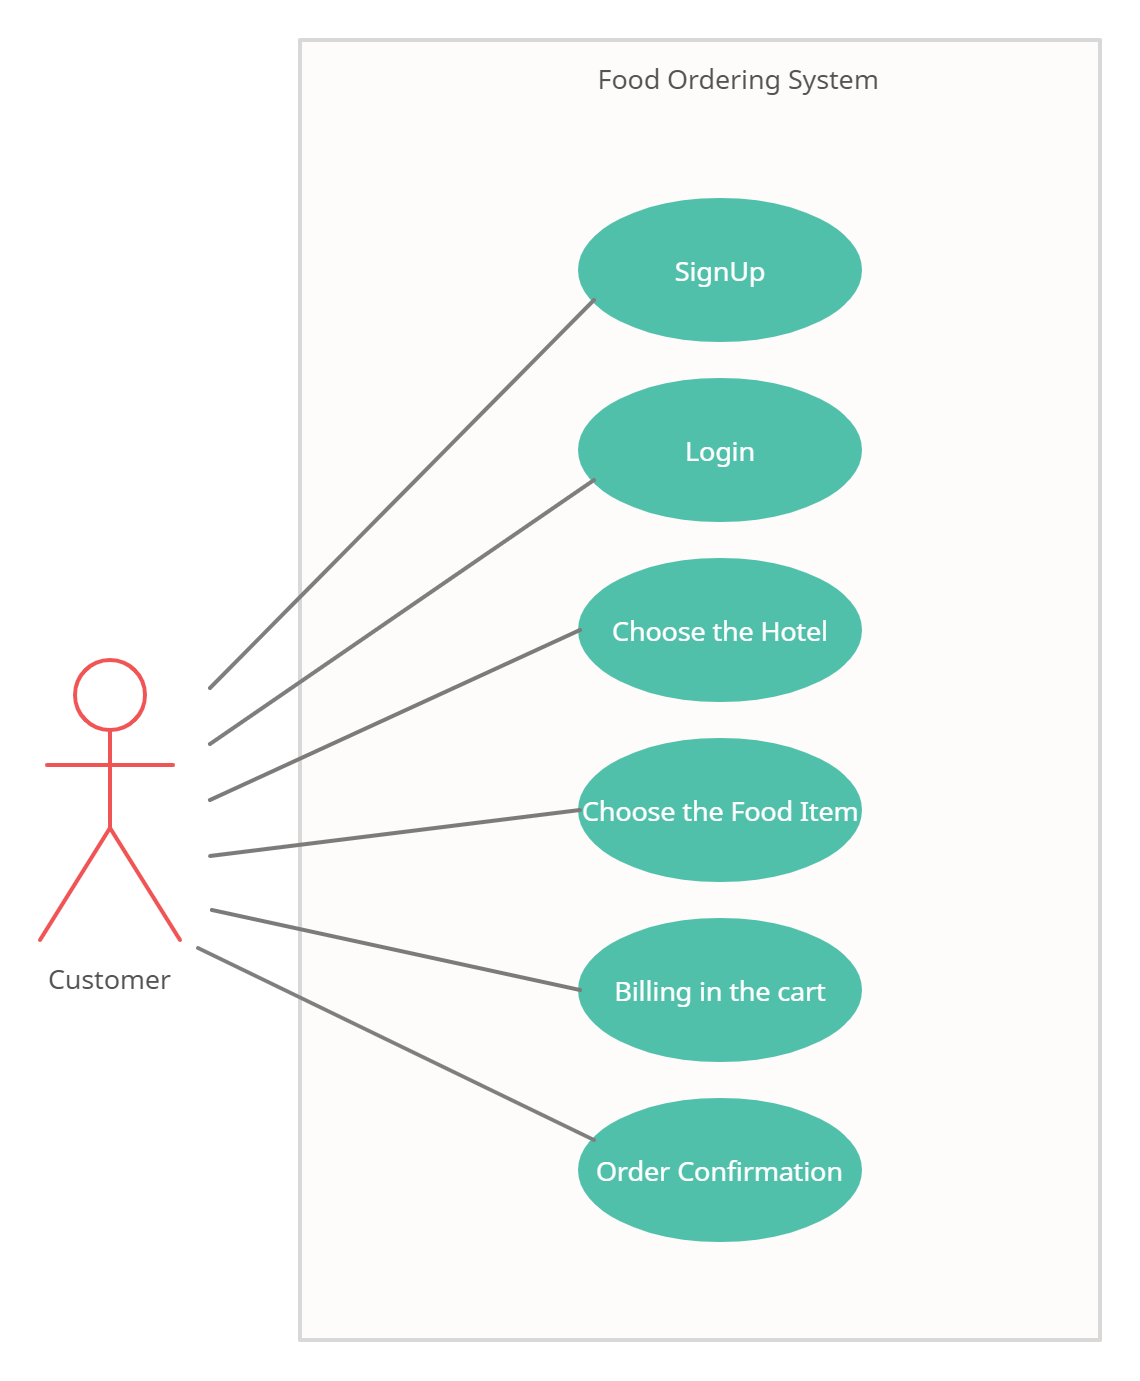 Food Ordering System
SignUp
Login
Choose the Hotel
Choose the Food Item
Billing in the cart
Customer
Order Confirmation